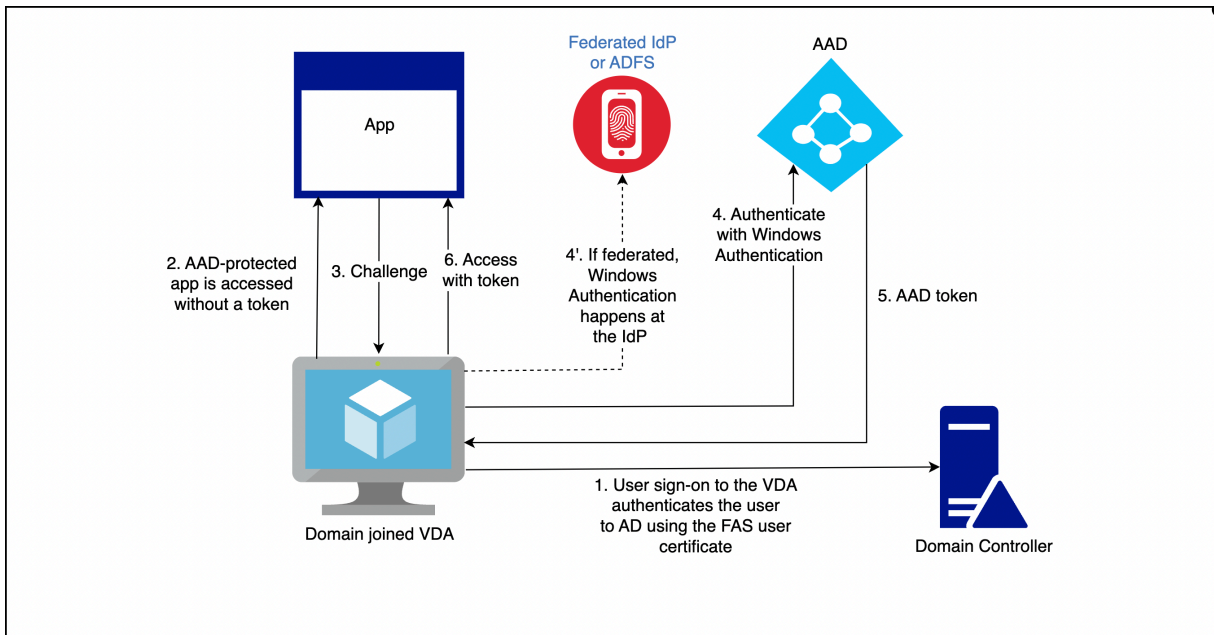 Federated IdP
or ADFS
AAD
App
2. AAD-protected
app is accessed
without a token
3. Challenge
6. Access
with token
4'. If federated,
Windows
Authentication
happens at
the IdP
4. Authenticate
with Windows
Authentication
5. AAD token
1. User sign-on to the VDA
authenticates the user
to AD using the FAS user
certificate
Domain joined VDA
Domain Controller